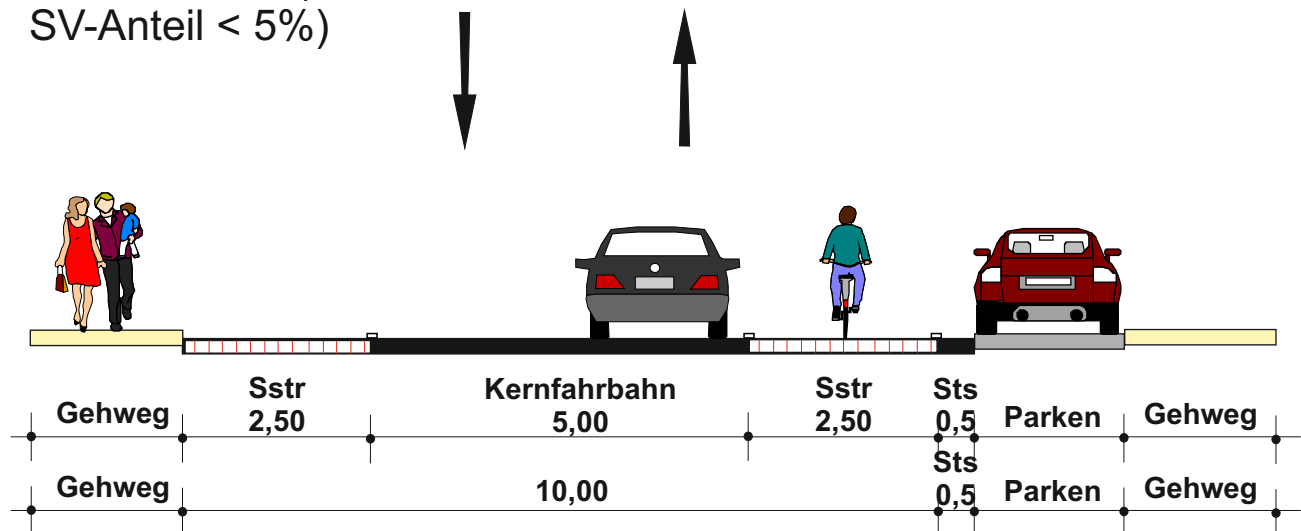 SV-Anteil < 5%)
Sstr Kernfahrbahn Sstr Sts
Gehweg 2,50 5,00 2,50 0,5 Parken Gehweg
Sts
Gehweg 10,00 0,5 Parken Gehweg